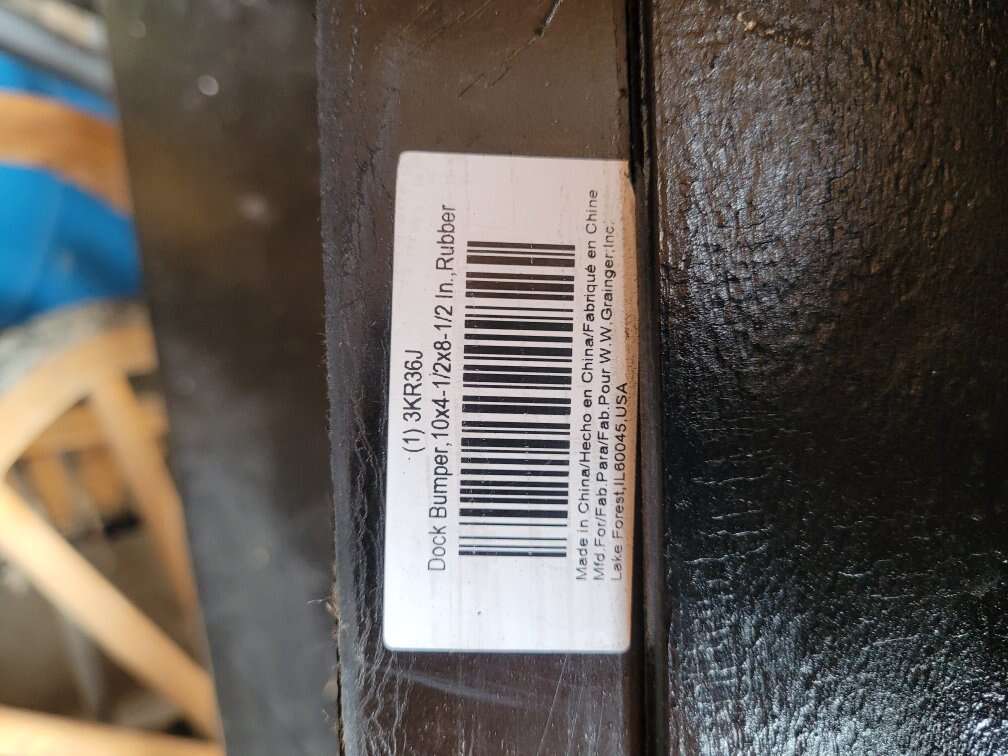 (1) 3KR36J
Dock Bumper,10x4-1/2x8-1/2 In.,Rubber
Made in China/Hecho en China/Fabriqué en Chine
Mfd.For/Fab.Para/Fab.Pour W.W.Grainger,Inc.
Lake Forest,IL60045,USA